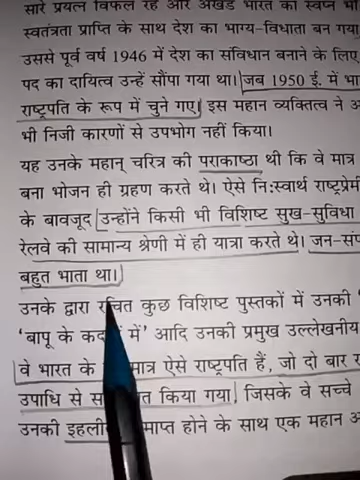 सारे प्रयत्न विफल रहे और अखंड भारत का स्वप्न भी
स्वतंत्रता प्राप्ति के साथ देश का भाग्य-विधाता बन गया
उससे पूर्व वर्ष 1946 में देश का संविधान बनाने के लिए
पद का दायित्व उन्हें सौंपा गया था। जब 1950 ई. में भा
राष्ट्रपति के रूप में चुने गए। इस महान व्यक्तित्व ने अ
भी निजी कारणों से उपभोग नहीं किया।
यह उनके महान् चरित्र की पराकाष्ठा थी कि वे मात्र
बना भोजन ही ग्रहण करते थे। ऐसे नि:स्वार्थ राष्ट्रप्रेमी
के बावजूद उन्होंने किसी भी विशिष्ट सुख-सुविधा
रेलवे की सामान्य श्रेणी में ही यात्रा करते थे। जन-संप
बहुत भाता था।
उनके द्वारा रचित कुछ विशिष्ट पुस्तकों में उनकी '
'बापू के कद में' आदि उनकी प्रमुख उल्लेखनीय
वे भारत के मात्र ऐसे राष्ट्रपति हैं, जो दो बार र
उपाधि से स त किया गया, जिसके वे सच्चे
उनकी इहली माप्त होने के साथ एक महान अ